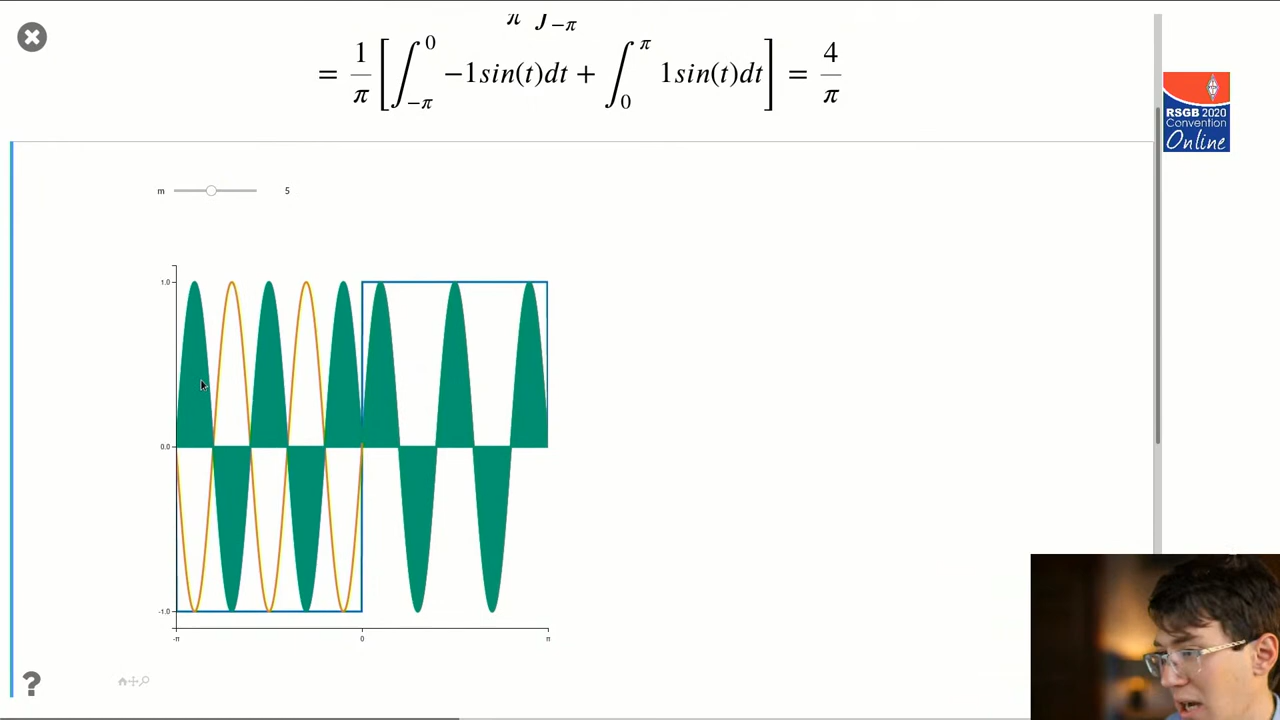 π ∫−π
= 1/π [ ∫−π 0 −1sin(t)dt + ∫0 π 1sin(t)dt ] = 4/π
RSGB 2020
Convention
Online
m 5
1.0
0.0
-1.0
-π 0 π
?